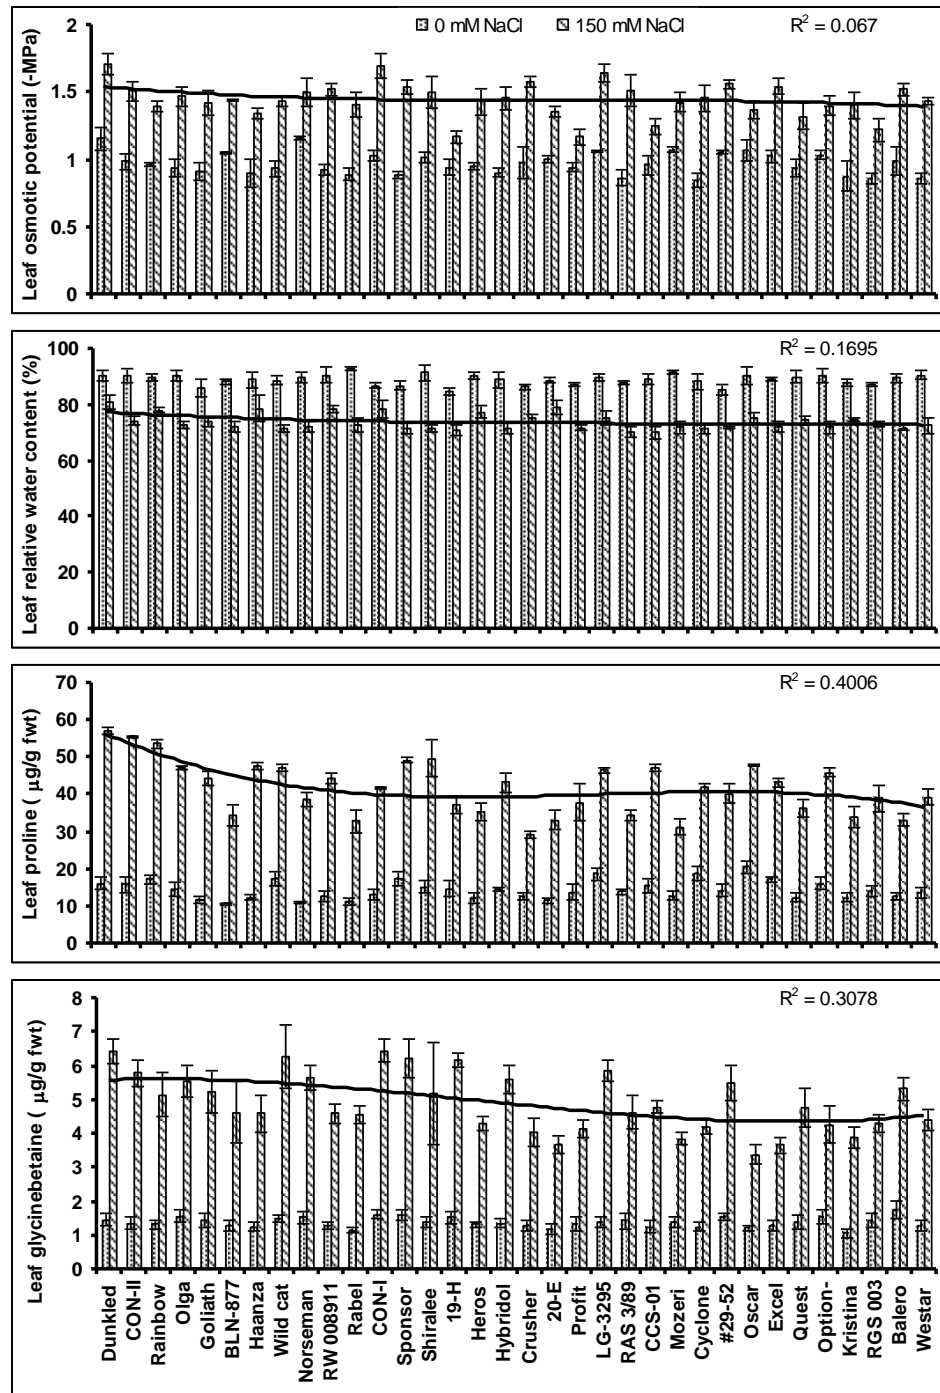 0 mM NaCl 150 mM NaCl R² = 0.067
Leaf osmotic potential (-MPa)
2
1.5
1
0.5
0
R² = 0.1695
Leaf relative water content (%)
100
80
60
40
20
0
R² = 0.4006
Leaf proline ( µg/g fwt)
70
60
50
40
30
20
10
0
R² = 0.3078
Leaf glycinebetaine ( µg/g fwt)
8
7
6
5
4
3
2
1
0
Dunkled
CON-II
Rainbow
Olga
Goliath
BLN-877
Haanza
Wild cat
Norseman
RW 008911
Rabel
CON-I
Sponsor
Shiralee
19-H
Heros
Hybridol
Crusher
20-E
Profit
LG-3295
RAS 3/89
CCS-01
Mozeri
Cyclone
#29-52
Oscar
Excel
Quest
Option-
Kristina
RGS 003
Balero
Westar